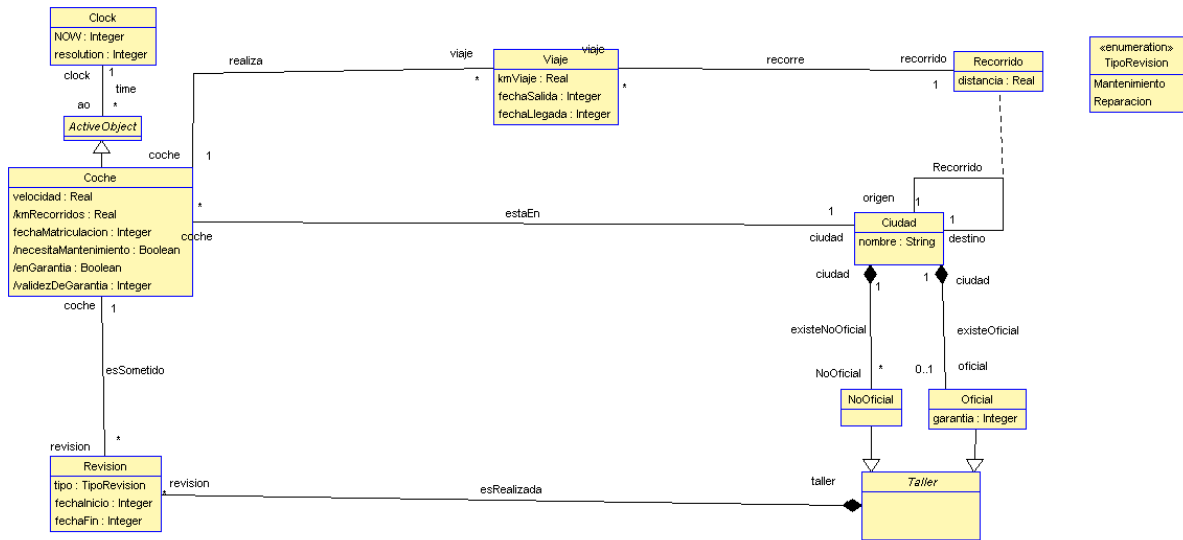 Clock
NOW : Integer
resolution : Integer
clock
1
time
ao
*
ActiveObject
realiza
viaje
*
viaje
Viaje
kmViaje : Real
fechaSalida : Integer
fechaLlegada : Integer
*
recorre
recorrido
1
Recorrido
distancia : Real
«enumeration»
TipoRevision
Mantenimiento
Reparacion
coche
1
Coche
velocidad : Real
/kmRecorridos : Real
fechaMatriculacion : Integer
/necesitaMantenimiento : Boolean
/enGarantia : Boolean
/validezDeGarantia : Integer
*
coche
estaEn
1
ciudad
Recorrido
origen
1
Ciudad
nombre : String
1
destino
ciudad
1
1
ciudad
existeNoOficial
existeOficial
NoOficial
*
0..1
oficial
NoOficial
Oficial
garantia : Integer
coche
1
esSometido
revision
*
Revision
tipo : TipoRevision
fechaInicio : Integer
fechaFin : Integer
revision
*
esRealizada
taller
Taller